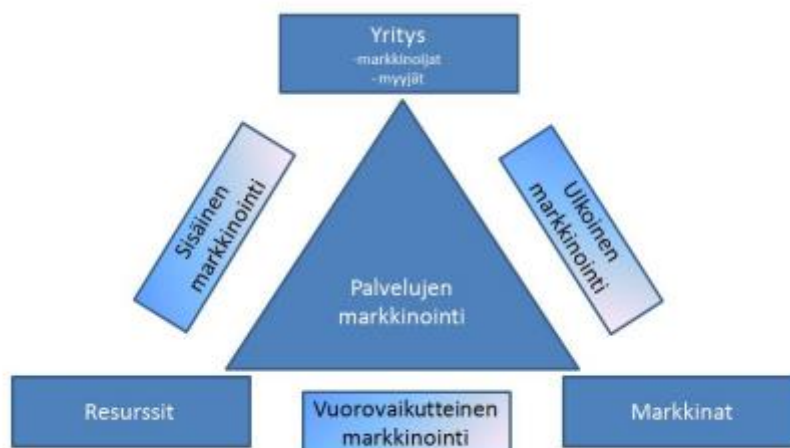 Yritys
-markkinoijat
-myyjät
Sisäinen
markkinointi
Ulkoinen
markkinointi
Palvelujen
markkinointi
Resurssit
Vuorovaikutteinen
markkinointi
Markkinat